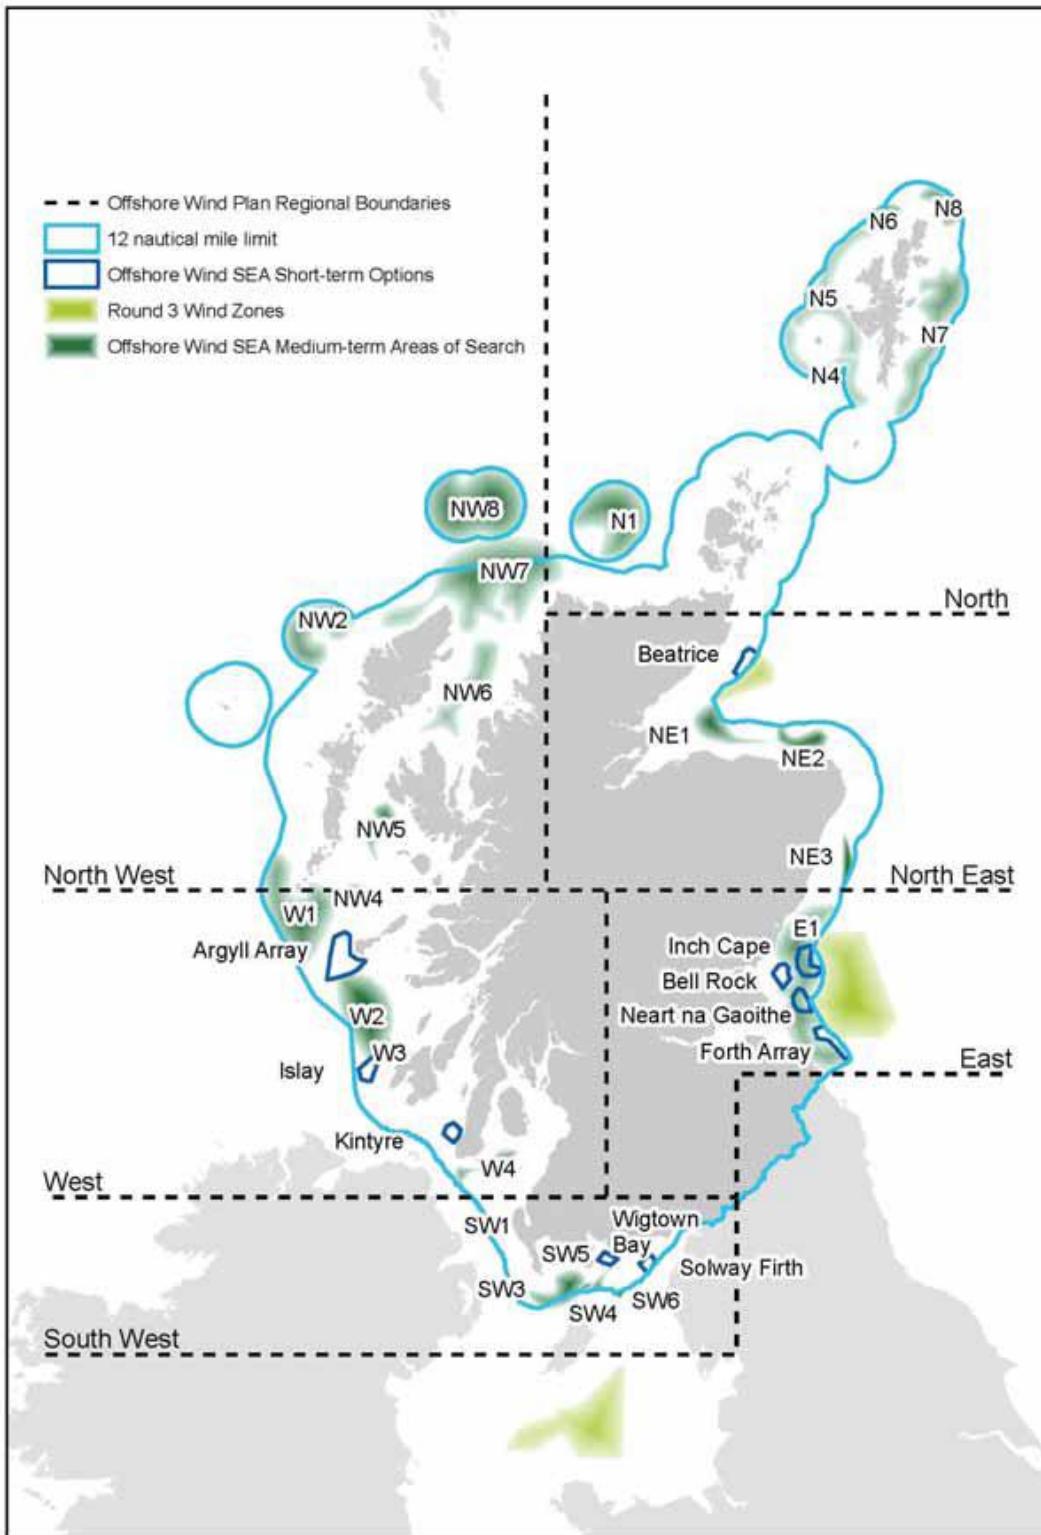 Offshore Wind Plan Regional Boundaries
12 nautical mile limit
Offshore Wind SEA Short-term Options
Round 3 Wind Zones
Offshore Wind SEA Medium-term Areas of Search
N8
N6
N5
N7
N4
NW8
N1
NW7
North
NW2
Beatrice
NW6
NE1
NE2
NW5
NE3
North West
North East
NW4
W1
E1
Argyll Array
Inch Cape
Bell Rock
W2
Neart na Gaoithe
W3
Forth Array
East
Islay
Kintyre
W4
West
SW1
Wigtown
Bay
SW5
Solway Firth
SW3
SW6
SW4
South West